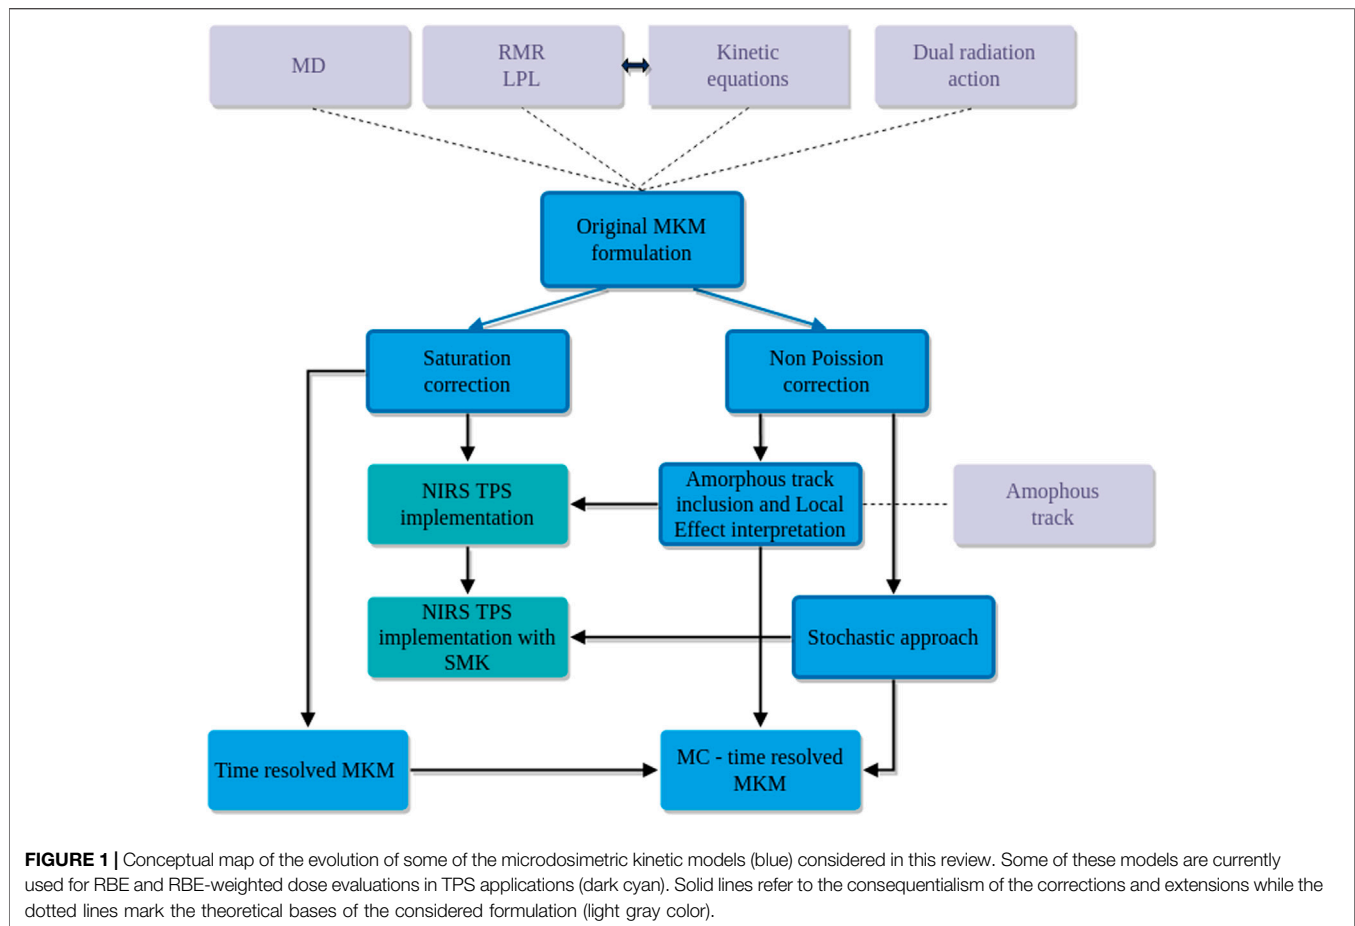 MD
RMR
LPL
Kinetic
equations
Dual radiation
action
Original MKM
formulation
Saturation
correction
Non Poission
correction
NIRS TPS
implementation
Amorphous track
inclusion and Local
Effect interpretation
Amophous
track
NIRS TPS
implementation with
SMK
Stochastic approach
Time resolved MKM
MC - time resolved
MKM
FIGURE 1 | Conceptual map of the evolution of some of the microdosimetric kinetic models (blue) considered in this review. Some of these models are currently
used for RBE and RBE-weighted dose evaluations in TPS applications (dark cyan). Solid lines refer to the consequentialism of the corrections and extensions while the
dotted lines mark the theoretical bases of the considered formulation (light gray color).